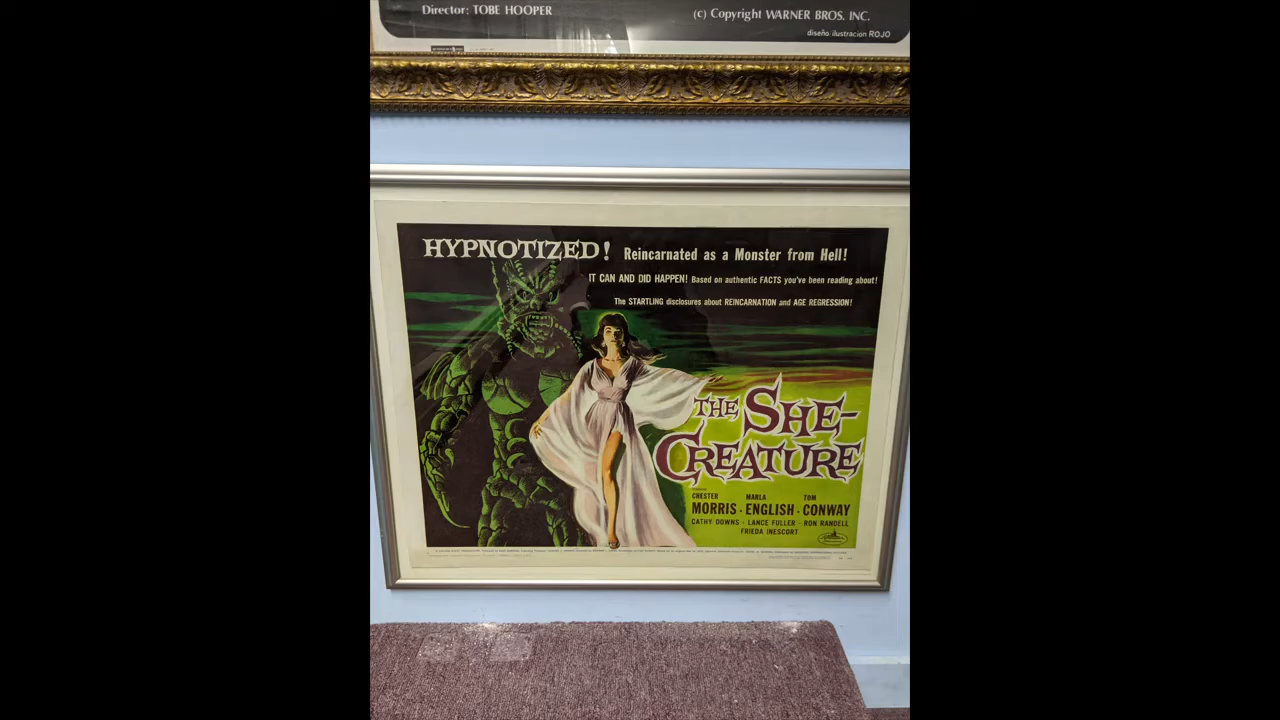 Director: TOBE HOOPER
(c) Copyright WARNER BROS. INC.
diseño ilustracion ROJO
HYPNOTIZED! Reincarnated as a Monster from Hell!
IT CAN AND DID HAPPEN! Based on authentic FACTS you've been reading about!
The STARTLING disclosures about REINCARNATION and AGE REGRESSION!
THE SHE-
CREATURE
CHESTER MARLA TOM
MORRIS · ENGLISH · CONWAY
CATHY DOWNS · LANCE FULLER · RON RANDELL
FRIEDA INESCORT